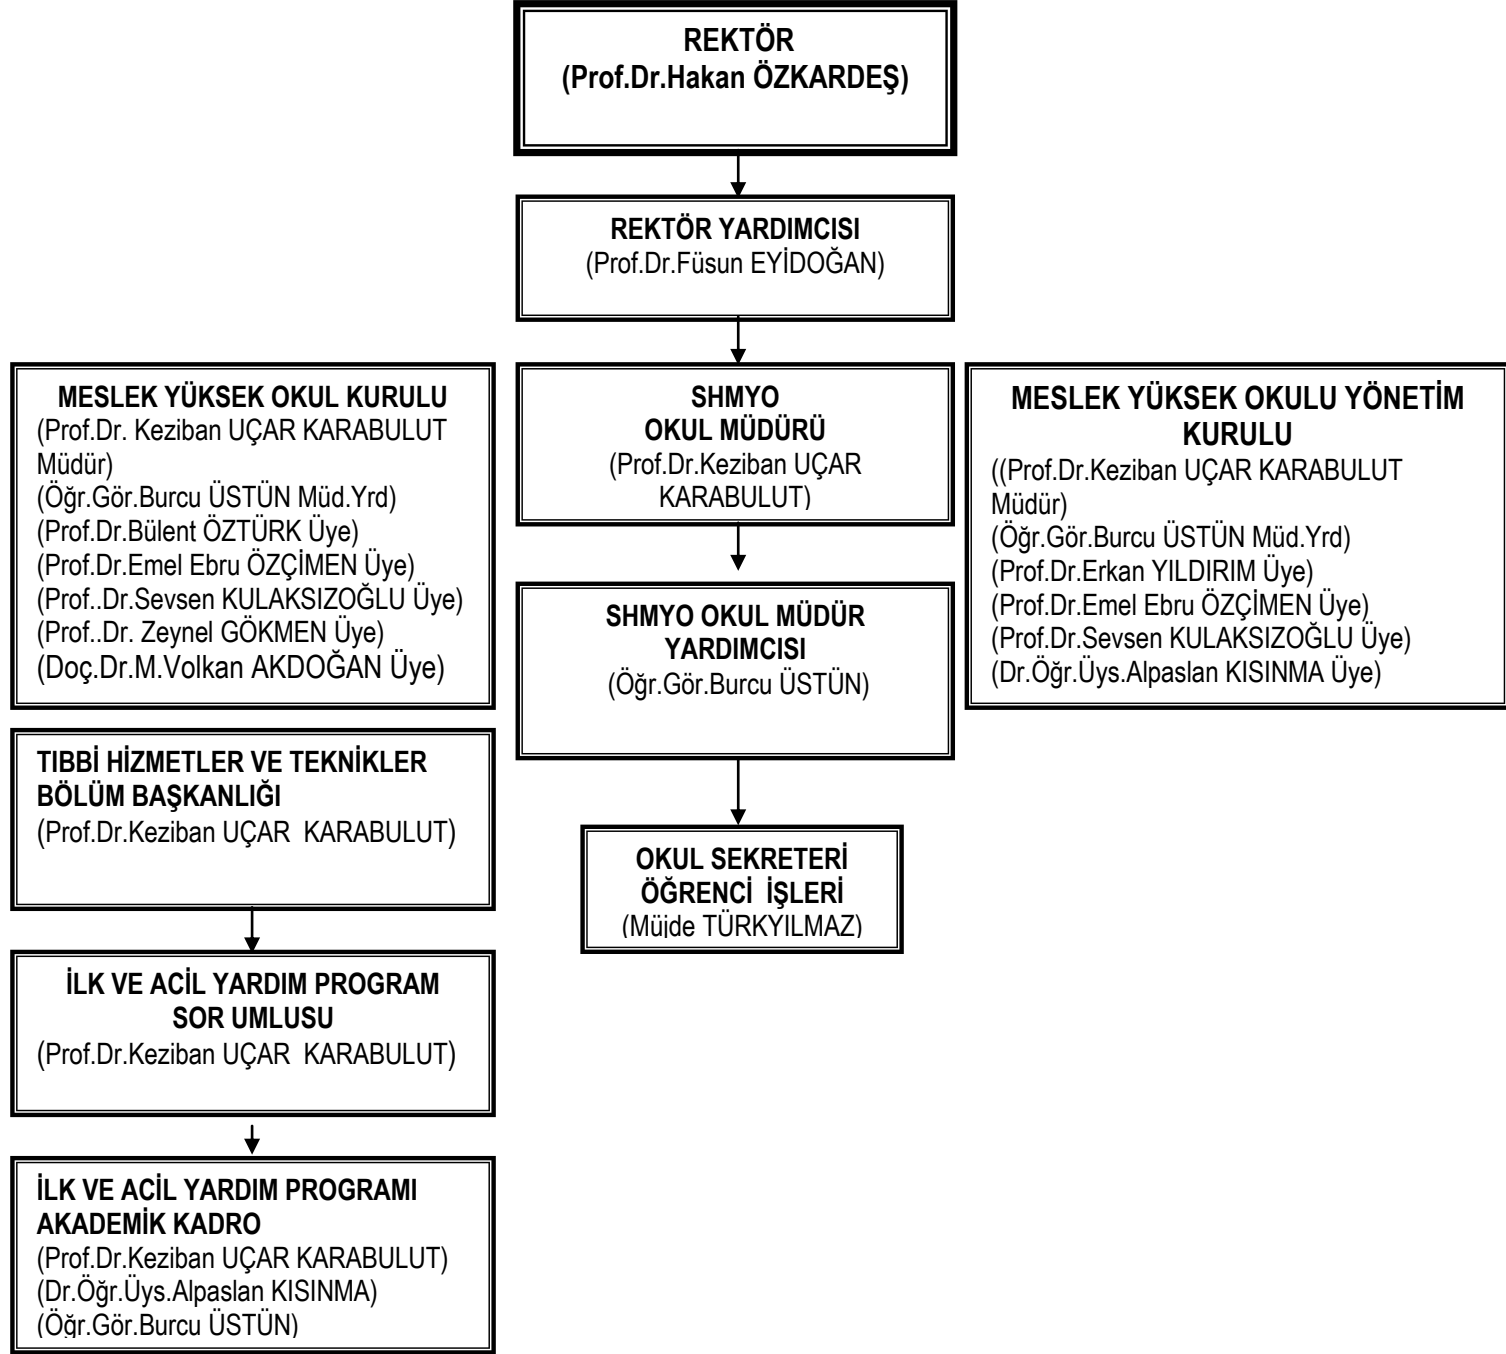 REKTÖR
(Prof.Dr.Hakan ÖZKARDEŞ)
REKTÖR YARDIMCISI
(Prof.Dr.Füsun EYİDOĞAN)
MESLEK YÜKSEK OKUL KURULU
(Prof.Dr. Keziban UÇAR KARABULUT
Müdür)
(Öğr.Gör.Burcu ÜSTÜN Müd.Yrd)
(Prof.Dr.Bülent ÖZTÜRK Üye)
(Prof.Dr.Emel Ebru ÖZÇİMEN Üye)
(Prof..Dr.Sevsen KULAKSIZOĞLU Üye)
(Prof..Dr. Zeynel GÖKMEN Üye)
(Doç.Dr.M.Volkan AKDOĞAN Üye)
SHMYO
OKUL MÜDÜRÜ
(Prof.Dr.Keziban UÇAR
KARABULUT)
MESLEK YÜKSEK OKULU YÖNETİM
KURULU
((Prof.Dr.Keziban UÇAR KARABULUT
Müdür)
(Öğr.Gör.Burcu ÜSTÜN Müd.Yrd)
(Prof.Dr.Erkan YILDIRIM Üye)
(Prof.Dr.Emel Ebru ÖZÇİMEN Üye)
(Prof.Dr.Sevsen KULAKSIZOĞLU Üye)
(Dr.Öğr.Üys.Alpaslan KISINMA Üye)
SHMYO OKUL MÜDÜR
YARDIMCISI
(Öğr.Gör.Burcu ÜSTÜN)
TIBBİ HİZMETLER VE TEKNİKLER
BÖLÜM BAŞKANLIĞI
(Prof.Dr.Keziban UÇAR  KARABULUT)
OKUL SEKRETERİ
ÖĞRENCİ  İŞLERİ
(Müjde TÜRKYILMAZ)
İLK VE ACİL YARDIM PROGRAM
SOR UMLUSU
(Prof.Dr.Keziban UÇAR  KARABULUT)
İLK VE ACİL YARDIM PROGRAMI
AKADEMİK KADRO
(Prof.Dr.Keziban UÇAR KARABULUT)
(Dr.Öğr.Üys.Alpaslan KISINMA)
(Öğr.Gör.Burcu ÜSTÜN)